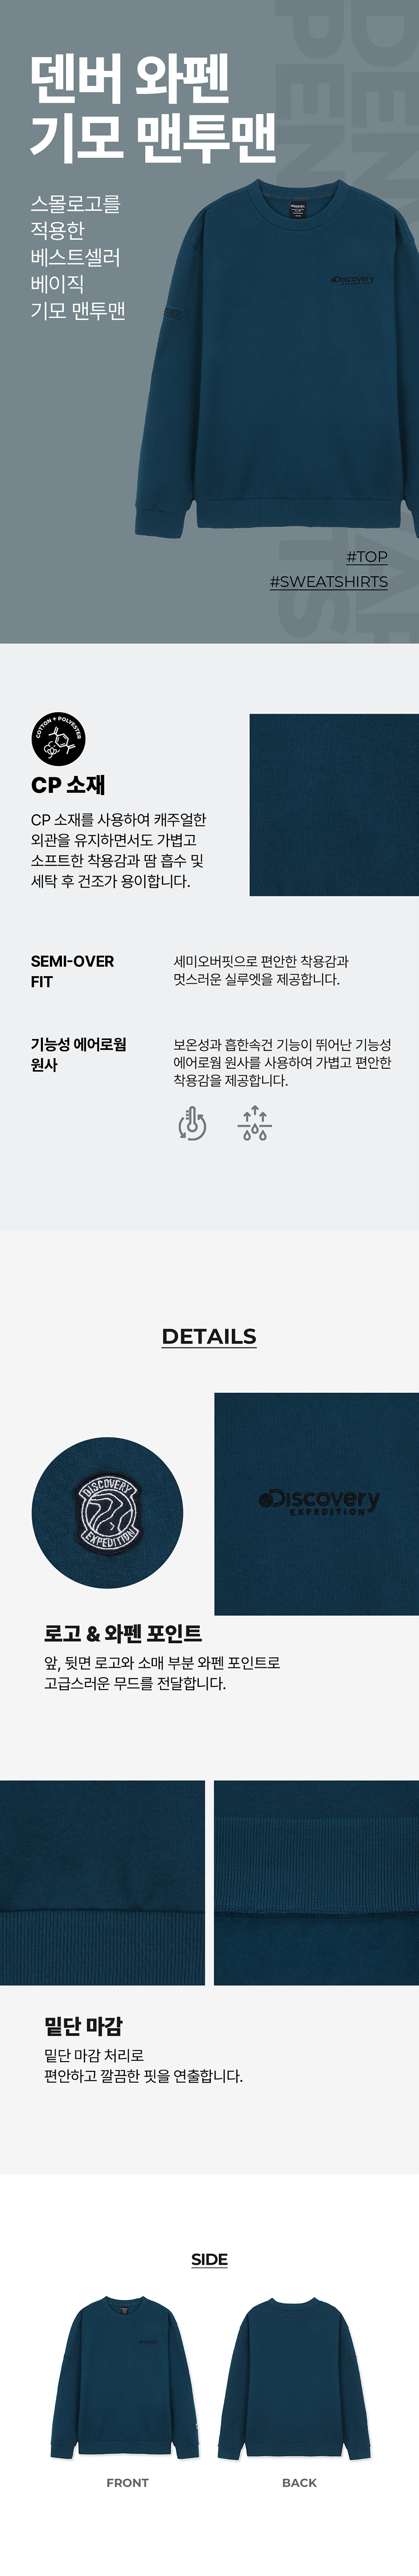 덴버 와펜
기모 맨투맨
스몰로고를
적용한
베스트셀러
베이직
기모 맨투맨
Discovery
EXPEDITION
#TOP
#SWEATSHIRTS
COTTON + POLYESTER
CP 소재
CP 소재를 사용하여 캐주얼한
외관을 유지하면서도 가볍고
소프트한 착용감과 땀 흡수 및
세탁 후 건조가 용이합니다.
SEMI-OVER
FIT
세미오버핏으로 편안한 착용감과
멋스러운 실루엣을 제공합니다.
기능성 에어로웜
원사
보온성과 흡한속건 기능이 뛰어난 기능성
에어로웜 원사를 사용하여 가볍고 편안한
착용감을 제공합니다.
DETAILS
DISCOVERY
EXPEDITION
Discovery
EXPEDITION
로고 & 와펜 포인트
앞, 뒷면 로고와 소매 부분 와펜 포인트로
고급스러운 무드를 전달합니다.
밑단 마감
밑단 마감 처리로
편안하고 깔끔한 핏을 연출합니다.
SIDE
Discovery
FRONT
BACK